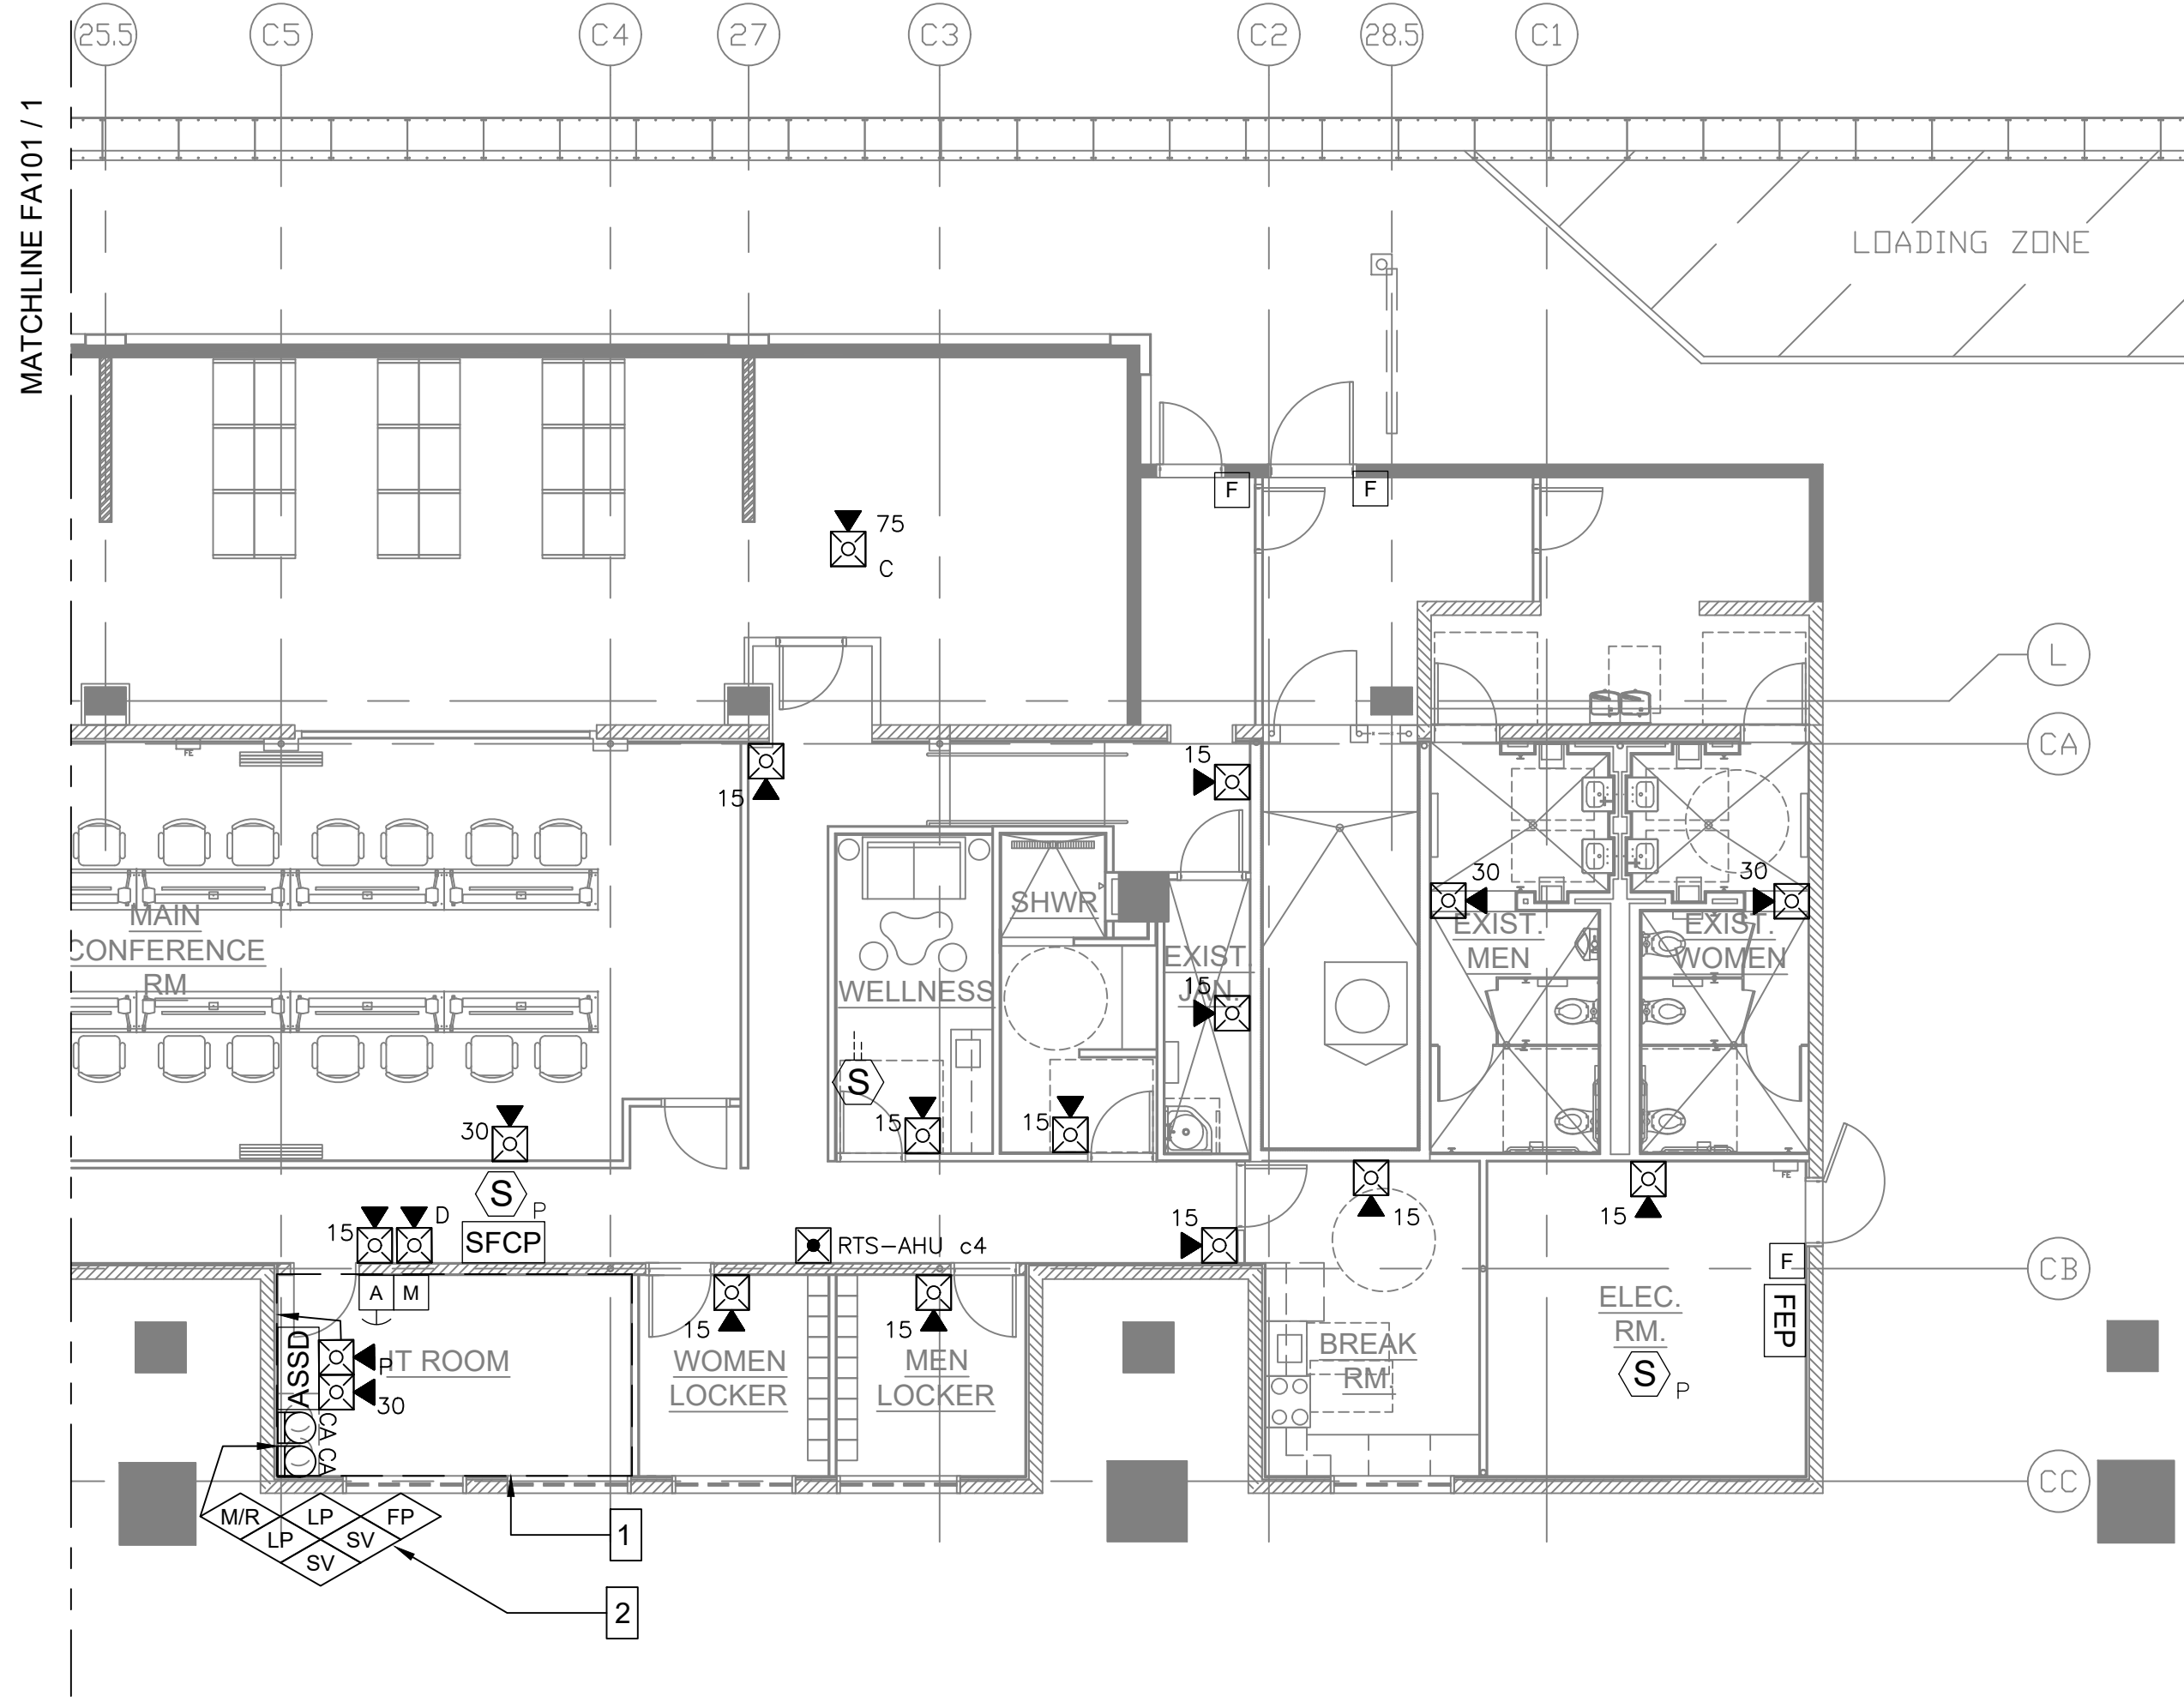 25.5 C5 C4 27 C3 C2 28.5 C1
MATCHLINE FA101 / 1
LOADING ZONE
F F
75
C
L
CA
FE
15
15
30 30
MAIN
CONFERENCE
RM
SHWR
EXIST.
MEN
EXIST.
WOMEN
WELLNESS
EXIST.
JAN.
15
S
15 15
30
S P
SFCP
15 D
RTS-AHU c4
15
15
15
FE
F
FEP
CB
A M
15
15
ASSD
P
30
IT ROOM
WOMEN
LOCKER
MEN
LOCKER
BREAK
RM.
ELEC.
RM.
S P
CA
CA
CC
M/R LP FP
LP SV
SV
1
2